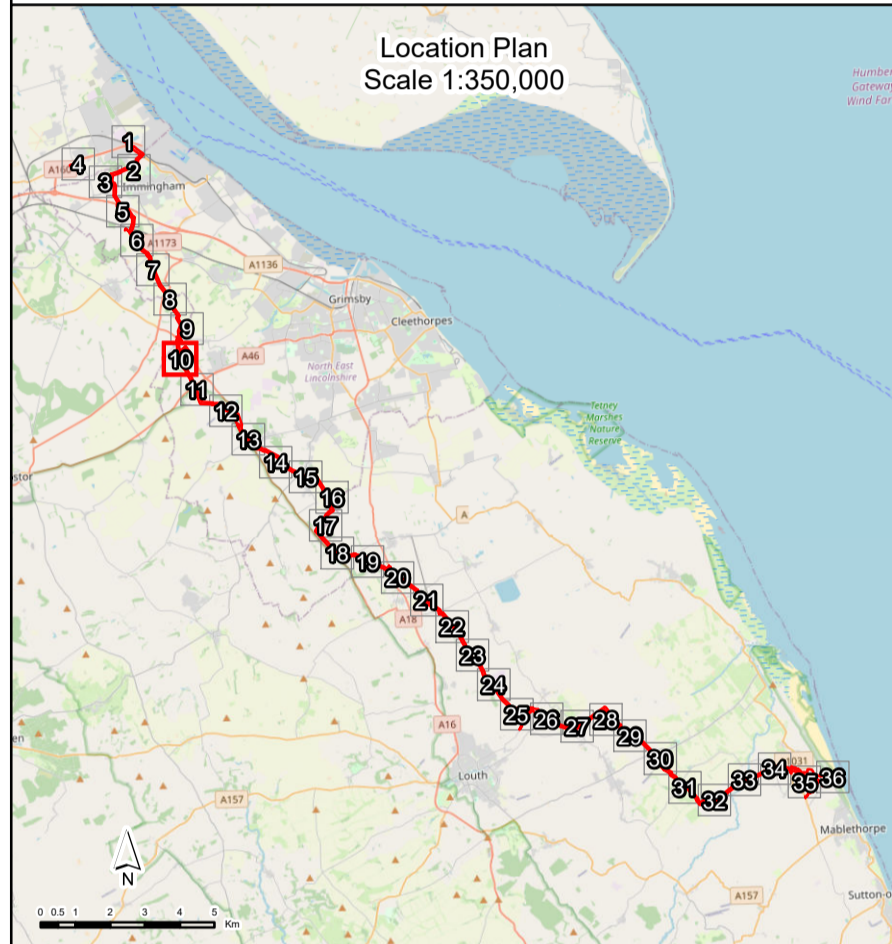 Location Plan
Scale 1:350,000
Humber
Gateway
Wind Far
1
A160
4
2
3
Immingham
5
6
A1173
7
A1136
8
Grimsby
9
Cleethorpes
10
A46
North East
Lincolnshire
11
12
Tetney
Marshes
Nature
Reserve
13
14
15
stor
16
17
A
18
19
20
21
A18
22
23
24
25
26
27
28
A16
29
en
30
Louth
34
1031
33
35
36
31
32
A157
Mablethorpe
N
A157
Sutton-o
0 0.5 1 2 3 4 5
Km